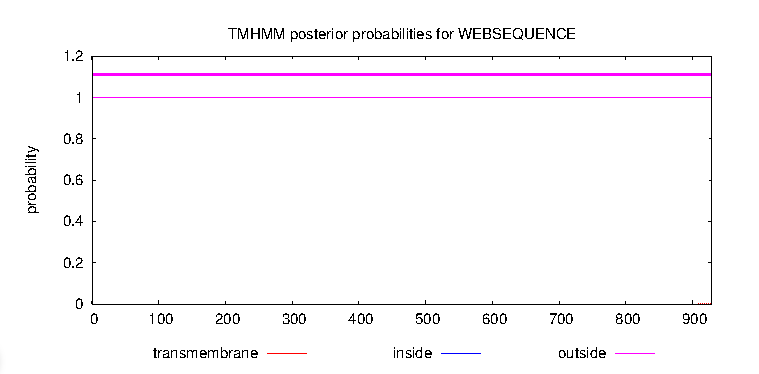 TMHMM posterior probabilities for WEBSEQUENCE
1.2
1
0.8
0.6
0.4
0.2
0
probability
0 100 200 300 400 500 600 700 800 900
transmembrane inside outside